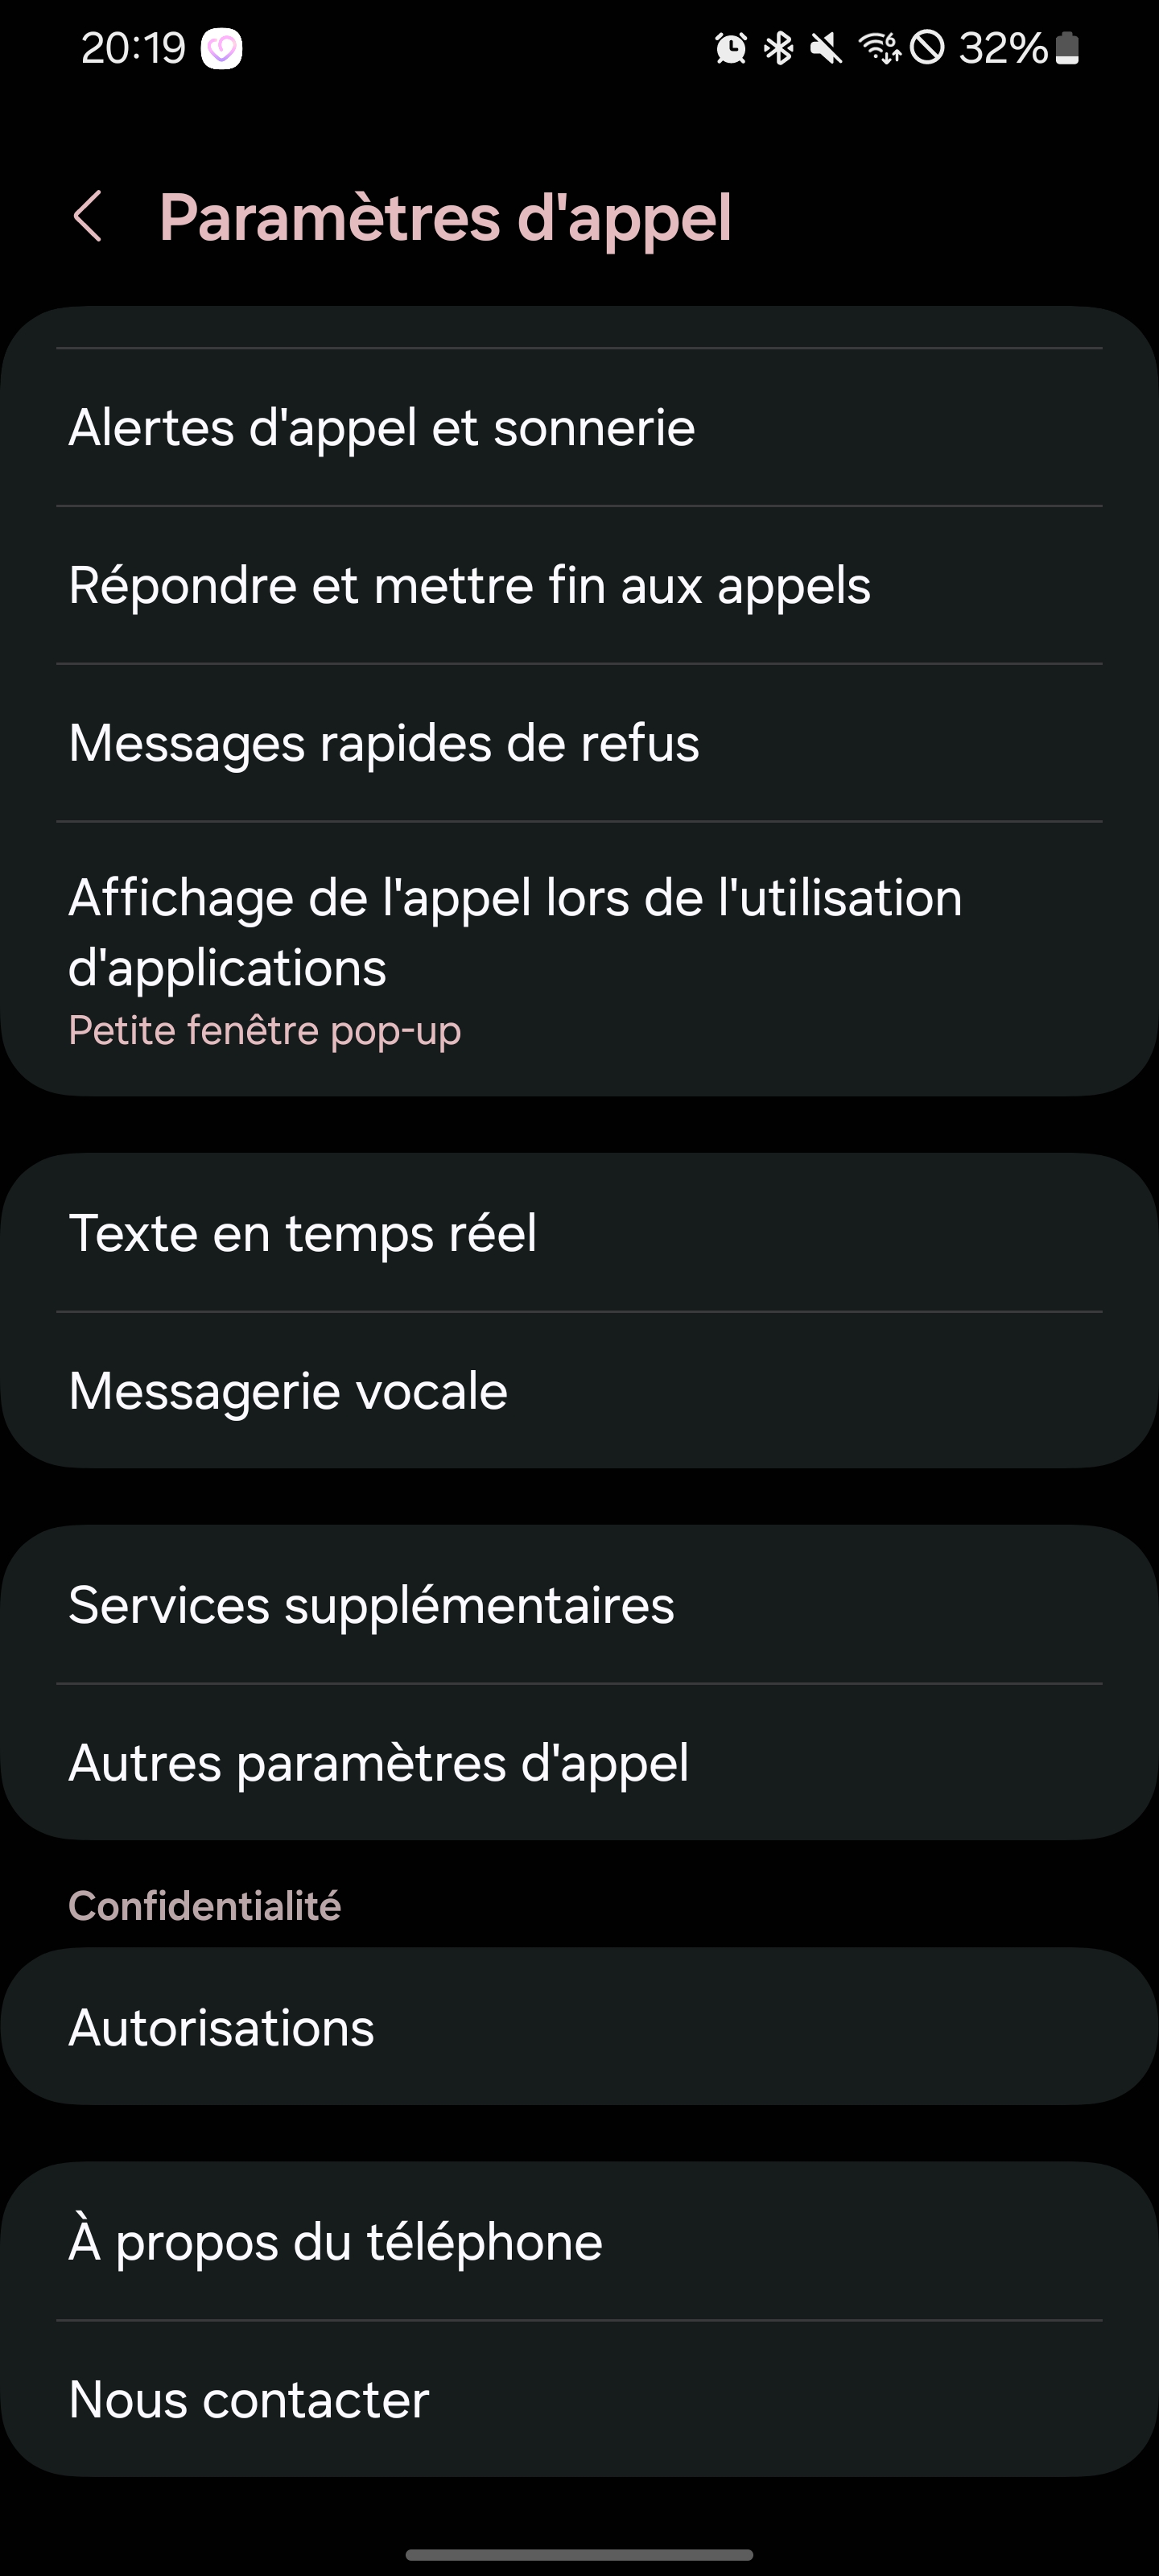 20:19
32%
Paramètres d'appel
Alertes d'appel et sonnerie
Répondre et mettre fin aux appels
Messages rapides de refus
Affichage de l'appel lors de l'utilisation
d'applications
Petite fenêtre pop-up
Texte en temps réel
Messagerie vocale
Services supplémentaires
Autres paramètres d'appel
Confidentialité
Autorisations
À propos du téléphone
Nous contacter